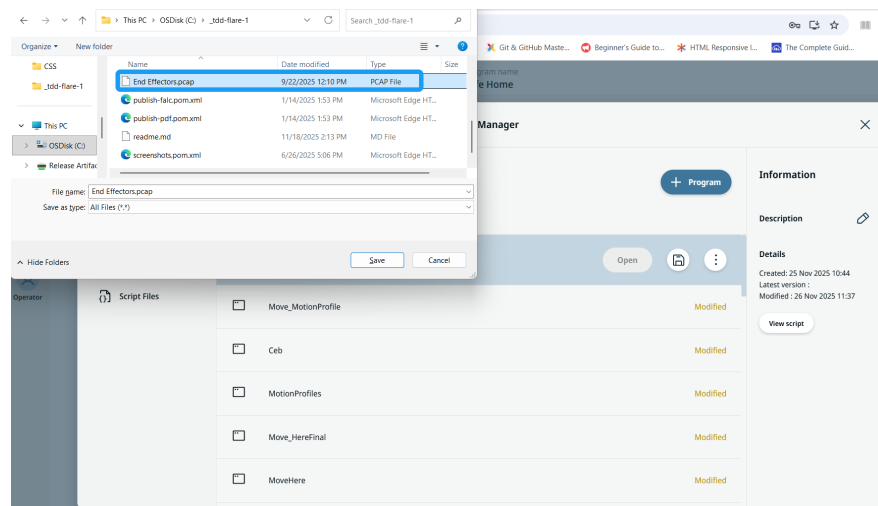 This PC > OSDisk (C:) > _tdd-flare-1
Search _tdd-flare-1
Organize
New folder
Name
Date modified
Type
Size
CSS
_tdd-flare-1
This PC
OSDisk (C:)
Release Artifac
End Effectors.pcap 9/22/2025 12:10 PM PCAP File
publish-falc.pom.xml 1/14/2025 1:53 PM Microsoft Edge HT...
publish-pdf.pom.xml 1/14/2025 1:53 PM Microsoft Edge HT...
readme.md 11/18/2025 2:13 PM MD File
screenshots.pom.xml 6/26/2025 5:06 PM Microsoft Edge HT...
File name: End Effectors.pcap
Save as type: All Files (*.*)
Hide Folders
Save
Cancel
Git & GitHub Maste...
Beginner's Guide to...
HTML Responsive l...
The Complete Guid...
gram name
e Home
Manager
+ Program
Information
Description
Details
Created: 25 Nov 2025 10:44
Latest version :
Modified : 26 Nov 2025 11:37
View script
Open
Operator
Script Files
Move_MotionProfile Modified
Ceb Modified
MotionProfiles Modified
Move_HereFinal Modified
MoveHere Modified